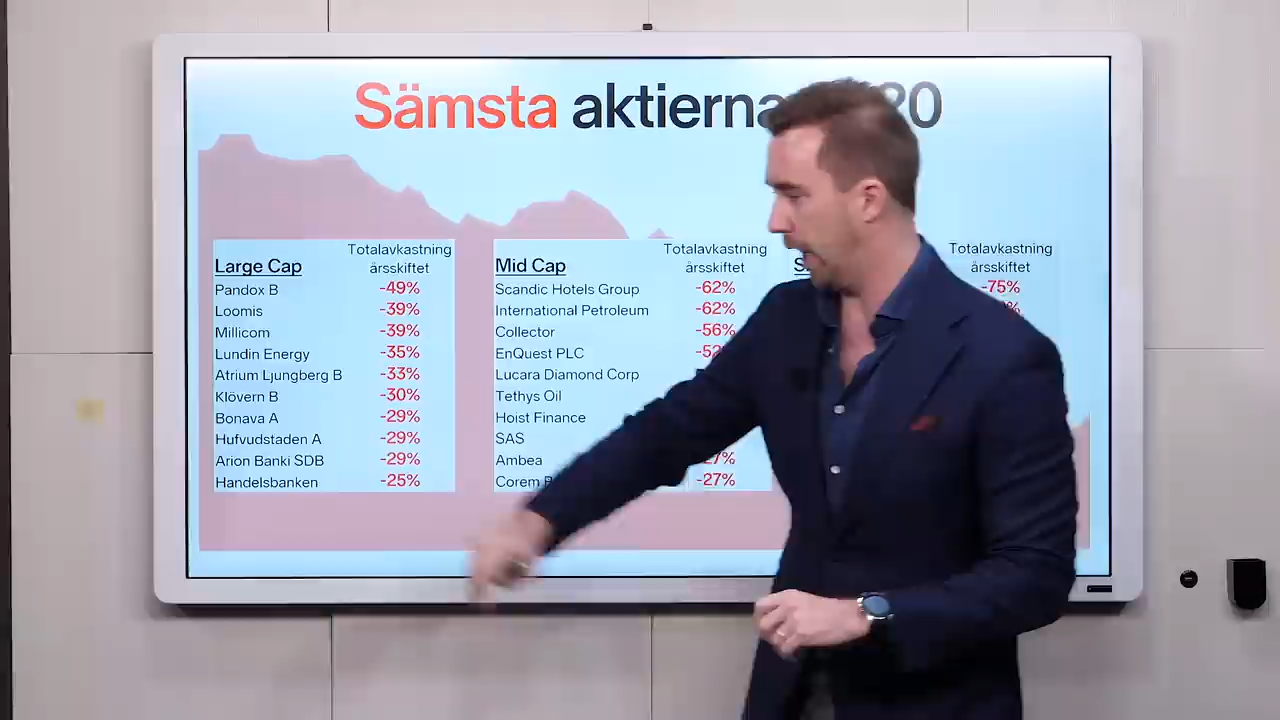 Sämsta aktierna
Large Cap
Totalavkastning
årsskiftet
Pandox B -49%
Loomis -39%
Millicom -39%
Lundin Energy -35%
Atrium Ljungberg B -33%
Klövern B -30%
Bonava A -29%
Hufvudstaden A -29%
Arion Banki SDB -29%
Handelsbanken -25%
Mid Cap
Totalavkastning
årsskiftet
Scandic Hotels Group -62%
International Petroleum -62%
Collector -56%
EnQuest PLC
Lucara Diamond Corp
Tethys Oil
Hoist Finance
SAS
Ambea
Corem -27%
Totalavkastning
årsskiftet
-75%